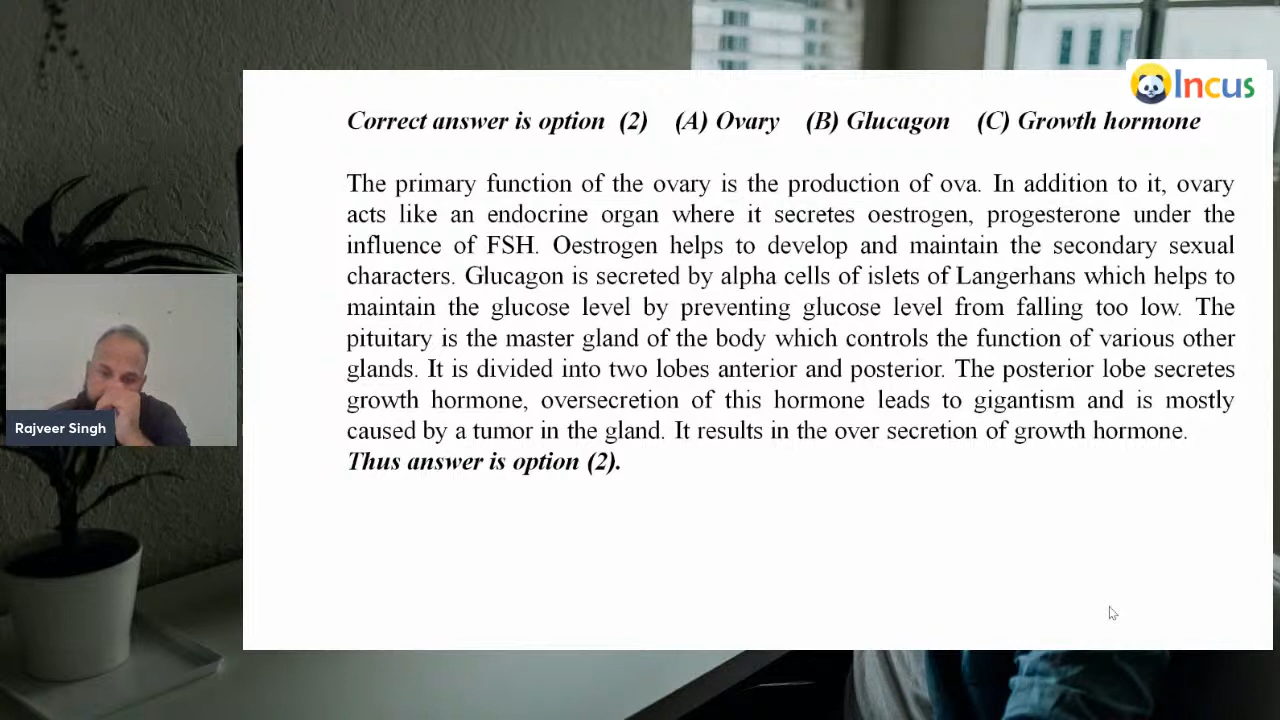 Incus
Correct answer is option (2) (A) Ovary (B) Glucagon (C) Growth hormone
The primary function of the ovary is the production of ova. In addition to it, ovary
acts like an endocrine organ where it secretes oestrogen, progesterone under the
influence of FSH. Oestrogen helps to develop and maintain the secondary sexual
characters. Glucagon is secreted by alpha cells of islets of Langerhans which helps to
maintain the glucose level by preventing glucose level from falling too low. The
pituitary is the master gland of the body which controls the function of various other
glands. It is divided into two lobes anterior and posterior. The posterior lobe secretes
growth hormone, oversecretion of this hormone leads to gigantism and is mostly
caused by a tumor in the gland. It results in the over secretion of growth hormone.
Thus answer is option (2).
Rajveer Singh